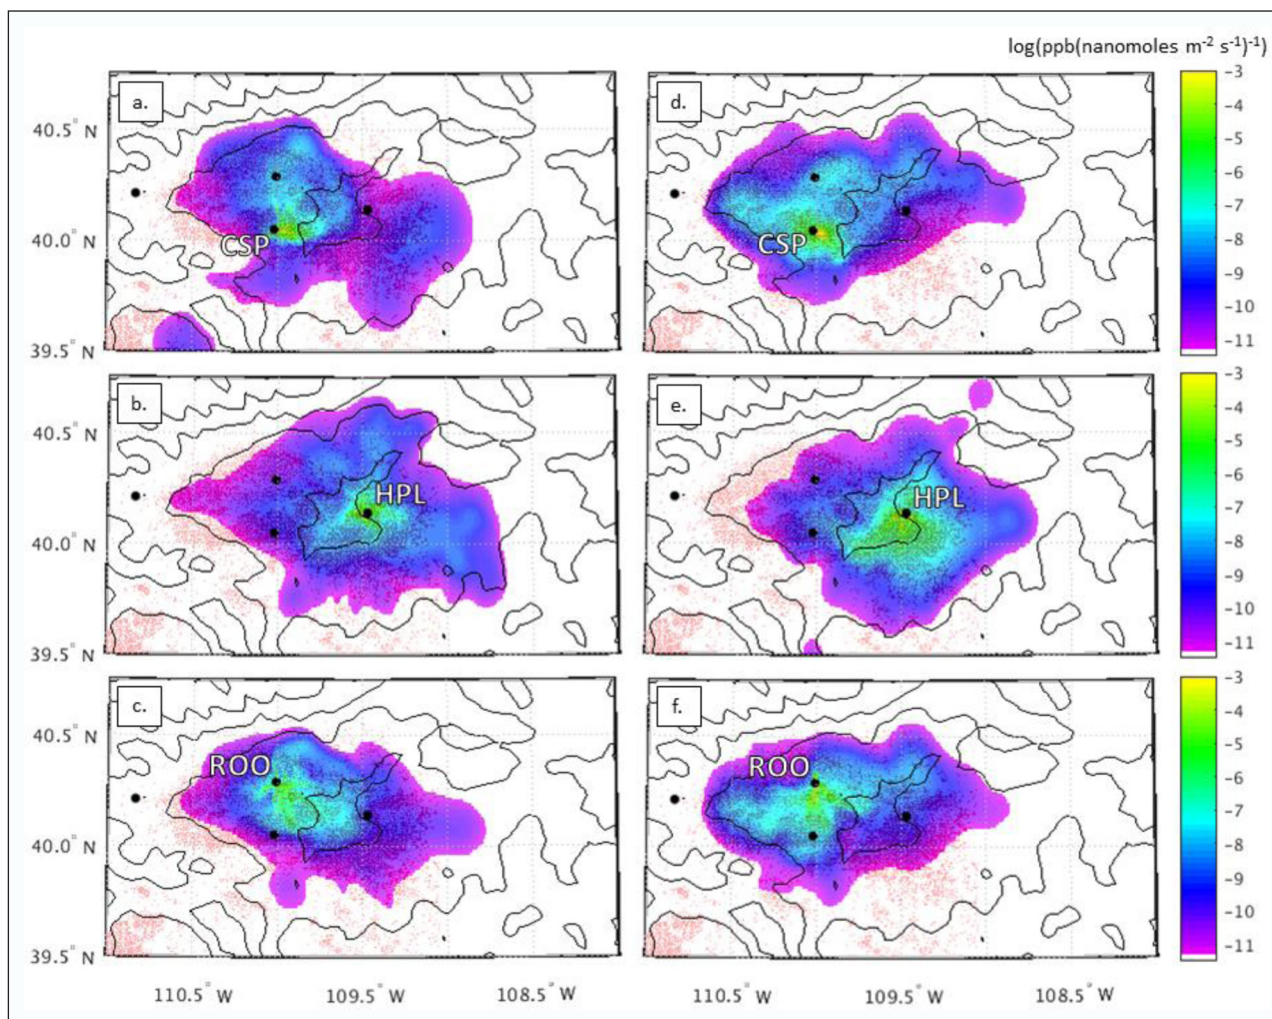 log(ppb(nanomoles m⁻² s⁻¹)⁻¹)
a. d.
40.5° N
40.0° N
39.5° N
CSP CSP
-3
-4
-5
-6
-7
-8
-9
-10
-11
b. e.
40.5° N
40.0° N
39.5° N
HPL HPL
-3
-4
-5
-6
-7
-8
-9
-10
-11
c. f.
40.5° N
40.0° N
39.5° N
ROO ROO
-3
-4
-5
-6
-7
-8
-9
-10
-11
110.5° W 109.5° W 108.5° W 110.5° W 109.5° W 108.5° W